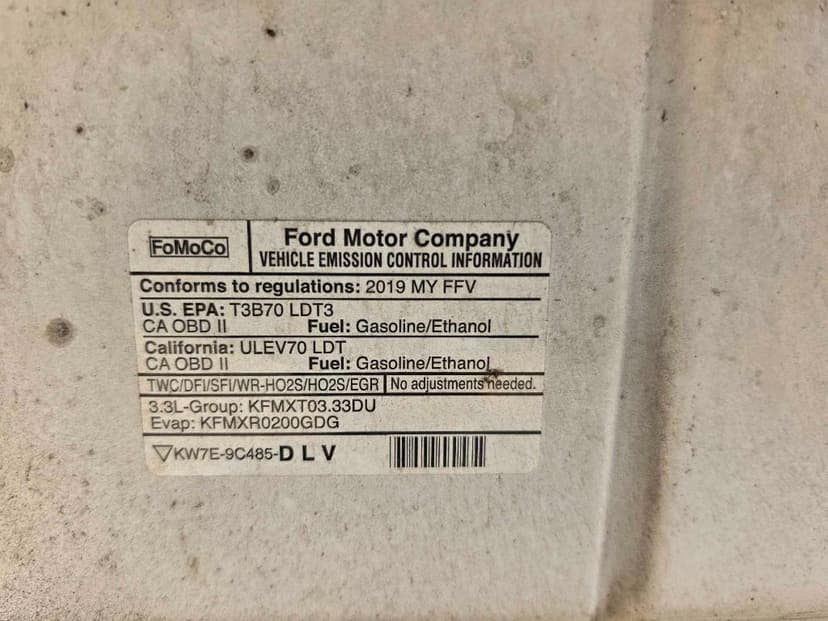 FoMoCo
Ford Motor Company
VEHICLE EMISSION CONTROL INFORMATION
Conforms to regulations: 2019 MY FFV
U.S. EPA: T3B70 LDT3
CA OBD II Fuel: Gasoline/Ethanol
California: ULEV70 LDT
CA OBD II Fuel: Gasoline/Ethanol
TWC/DFI/SFI/WR-HO2S/HO2S/EGR No adjustments needed.
3.3L-Group: KFMXT03.33DU
Evap: KFMXR0200GDG
KW7E-9C485-D L V